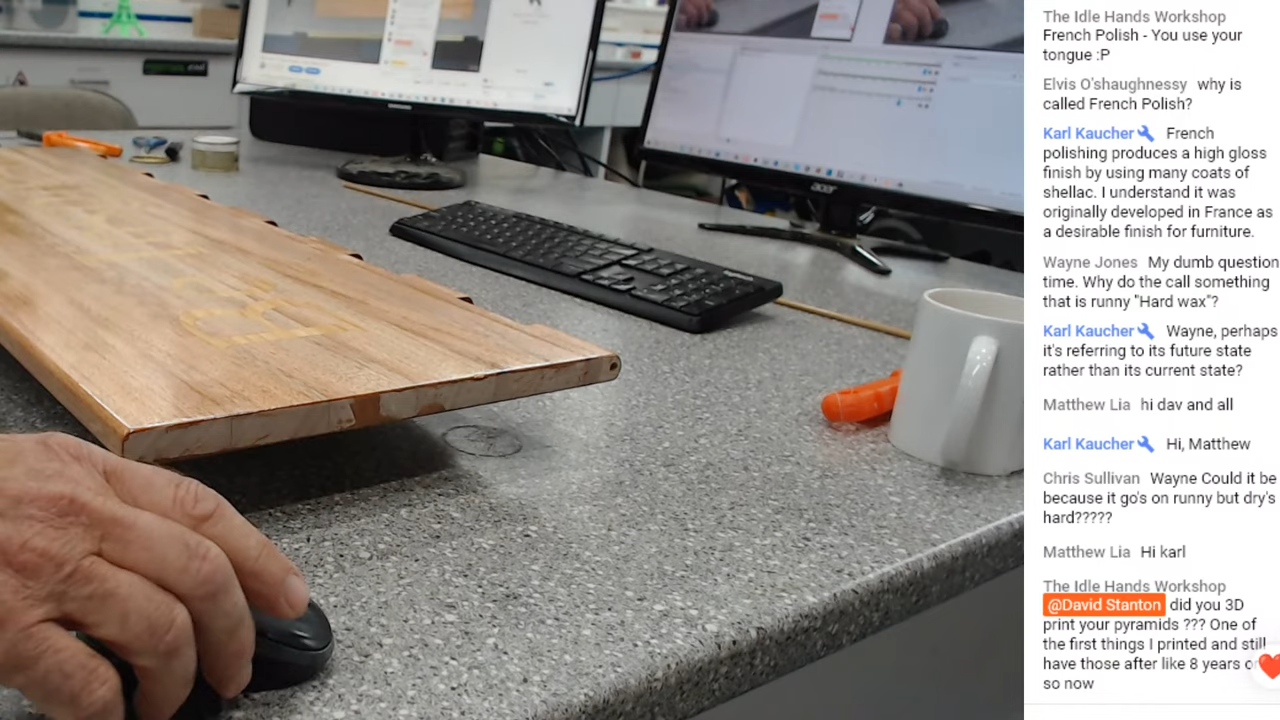 The Idle Hands Workshop
French Polish - You use your
tongue :P
Elvis O'shaughnessy why is
called French Polish?
Karl Kaucher French
polishing produces a high gloss
finish by using many coats of
shellac. I understand it was
originally developed in France as
a desirable finish for furniture.
Wayne Jones My dumb question
time. Why do the call something
that is runny "Hard wax"?
Karl Kaucher Wayne, perhaps
it's referring to its future state
rather than its current state?
Matthew Lia hi dav and all
Karl Kaucher Hi, Matthew
Chris Sullivan Wayne Could it be
because it go's on runny but dry's
hard?????
Matthew Lia Hi karl
The Idle Hands Workshop
@David Stanton did you 3D
print your pyramids ??? One of
the first things I printed and still
have those after like 8 years or
so now
SAMSUNG
acer
logitech